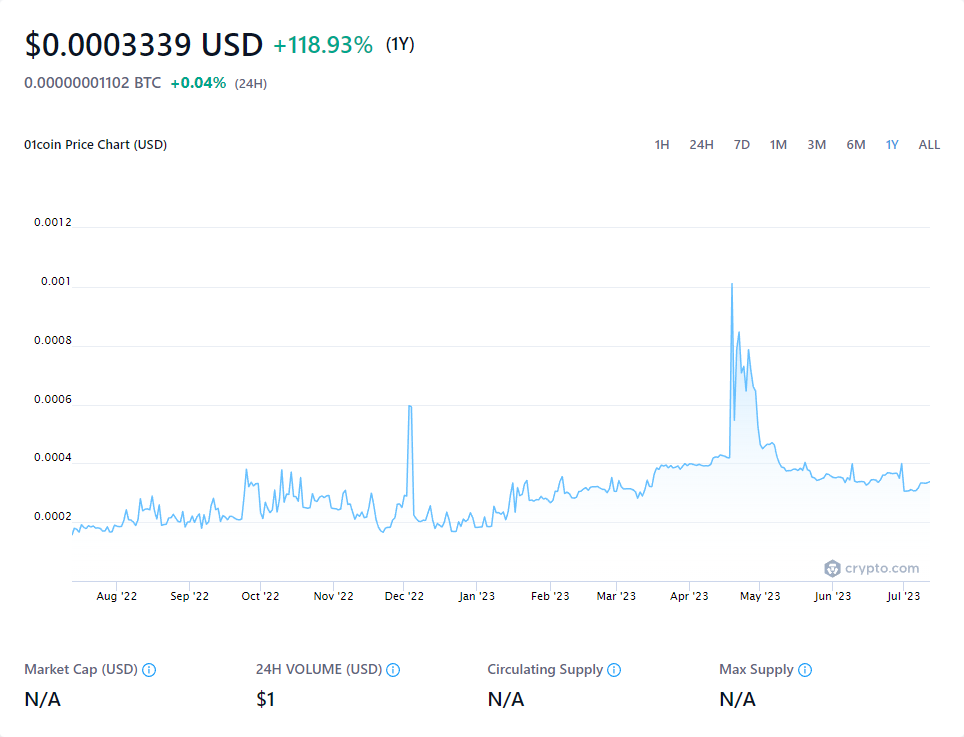 $0.0003339 USD +118.93% (1Y)
0.00000001102 BTC +0.04% (24H)
01coin Price Chart (USD)
1H 24H 7D 1M 3M 6M 1Y ALL
0.0012
0.001
0.0008
0.0006
0.0004
0.0002
crypto.com
Aug '22 Sep '22 Oct '22 Nov '22 Dec '22 Jan '23 Feb '23 Mar '23 Apr '23 May '23 Jun '23 Jul '23
Market Cap (USD) 24H VOLUME (USD) Circulating Supply Max Supply
N/A $1 N/A N/A